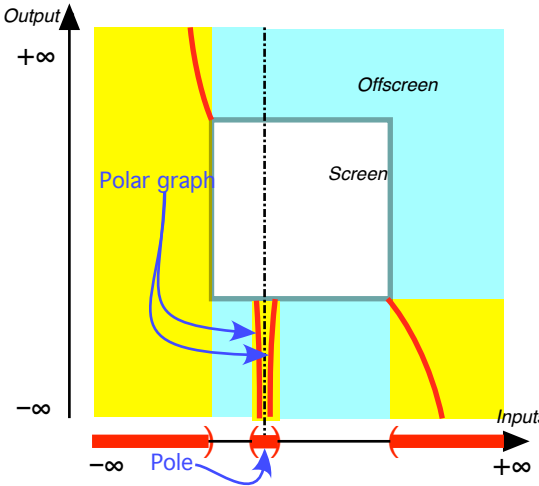 Output
+∞
Offscreen
Screen
Polar graph
−∞
Inputs
−∞
Pole
+∞